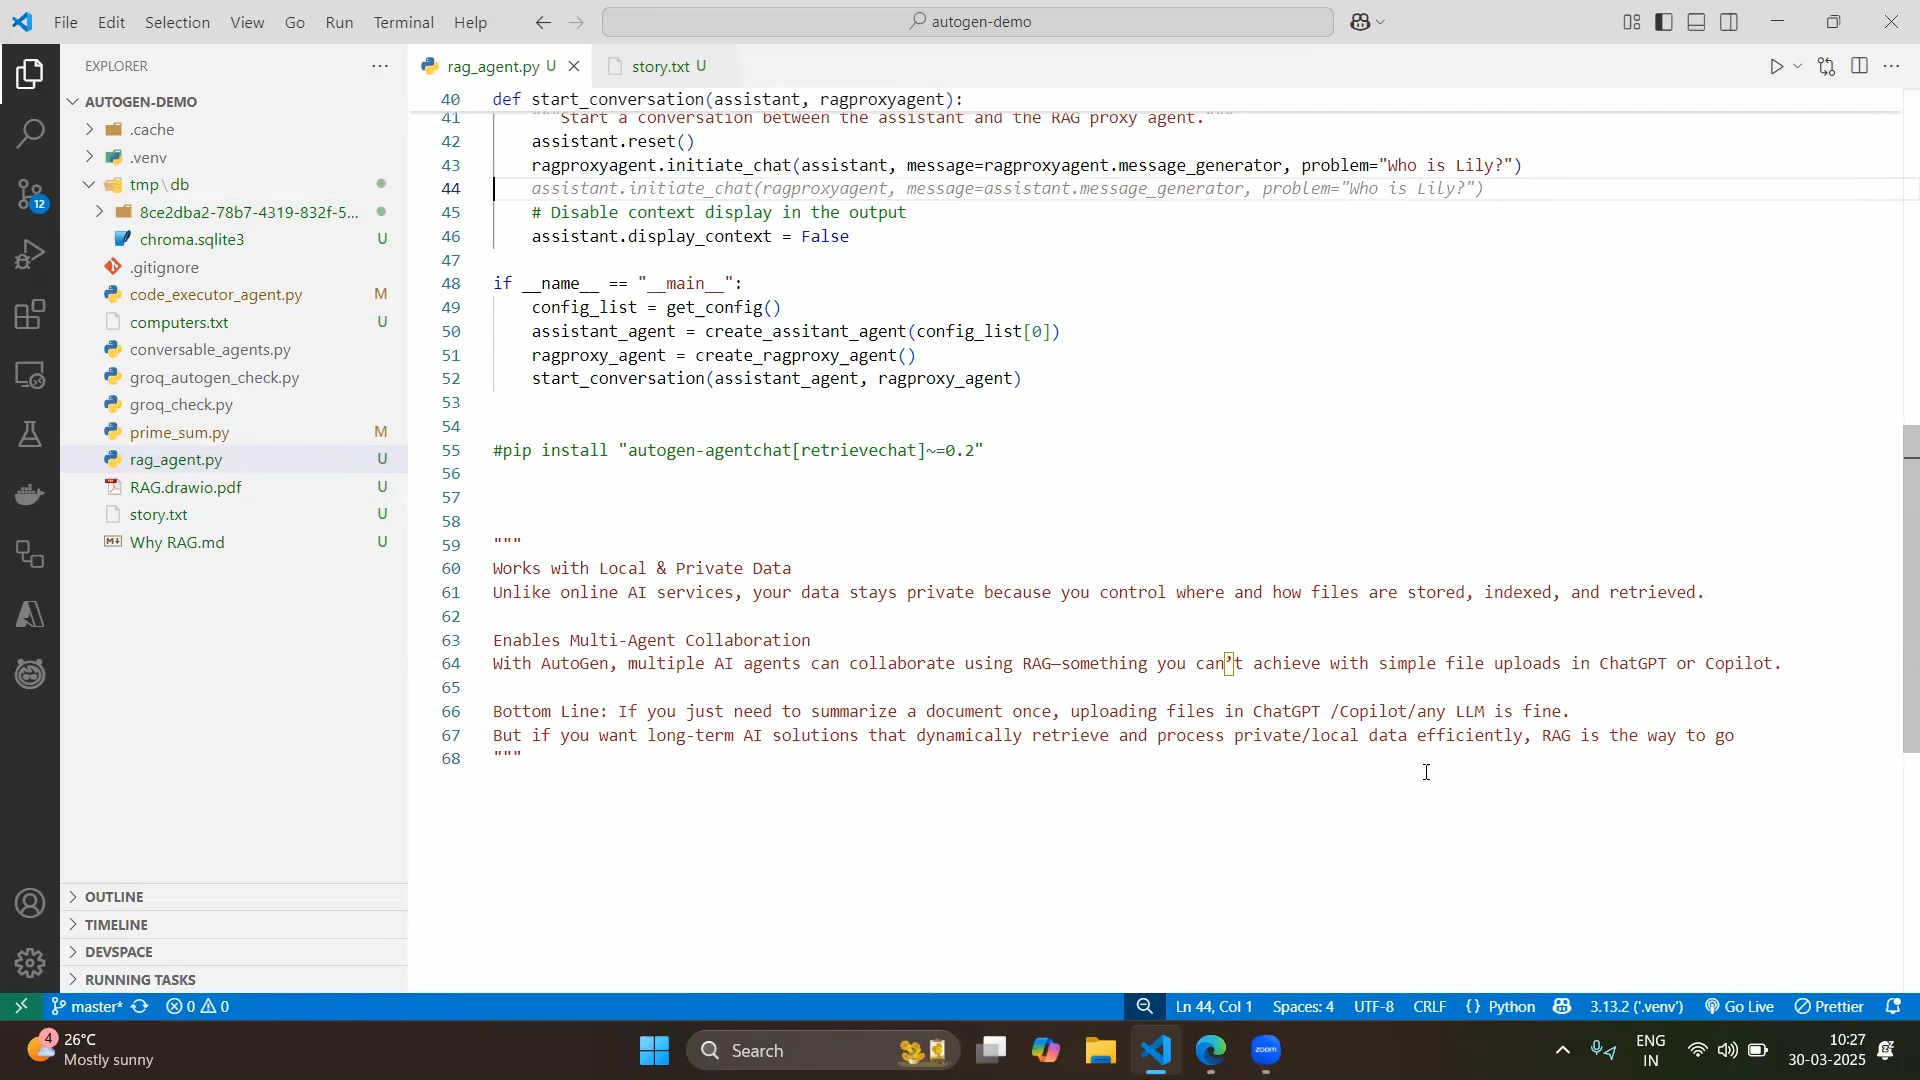 File Edit Selection View Go Run Terminal Help
autogen-demo
EXPLORER
rag_agent.py U
story.txt U
AUTOGEN-DEMO
.cache
.venv
tmp\db
8ce2dba2-78b7-4319-832f-5...
chroma.sqlite3 U
.gitignore
code_executor_agent.py M
computers.txt U
conversable_agents.py
groq_autogen_check.py
groq_check.py
prime_sum.py M
rag_agent.py U
RAG.drawio.pdf U
story.txt U
Why RAG.md U
OUTLINE
TIMELINE
DEVSPACE
RUNNING TASKS
12
40 def start_conversation(assistant, ragproxyagent):
41 """Start a conversation between the assistant and the RAG proxy agent."""
42 assistant.reset()
43 ragproxyagent.initiate_chat(assistant, message=ragproxyagent.message_generator, problem="Who is Lily?")
44 assistant.initiate_chat(ragproxyagent, message=assistant.message_generator, problem="Who is Lily?")
45 # Disable context display in the output
46 assistant.display_context = False
47
48 if __name__ == "__main__":
49 config_list = get_config()
50 assistant_agent = create_assitant_agent(config_list[0])
51 ragproxy_agent = create_ragproxy_agent()
52 start_conversation(assistant_agent, ragproxy_agent)
53
54
55 #pip install "autogen-agentchat[retrievechat]~=0.2"
56
57
58
59 """
60 Works with Local & Private Data
61 Unlike online AI services, your data stays private because you control where and how files are stored, indexed, and retrieved.
62
63 Enables Multi-Agent Collaboration
64 With AutoGen, multiple AI agents can collaborate using RAG—something you can’t achieve with simple file uploads in ChatGPT or Copilot.
65
66 Bottom Line: If you just need to summarize a document once, uploading files in ChatGPT /Copilot/any LLM is fine.
67 But if you want long-term AI solutions that dynamically retrieve and process private/local data efficiently, RAG is the way to go
68 """
master* 0 0 Ln 44, Col 1 Spaces: 4 UTF-8 CRLF {} Python 3.13.2 ('.venv') Go Live Prettier
4
26°C
Mostly sunny
Search
zoom
ENG
IN
10:27
30-03-2025